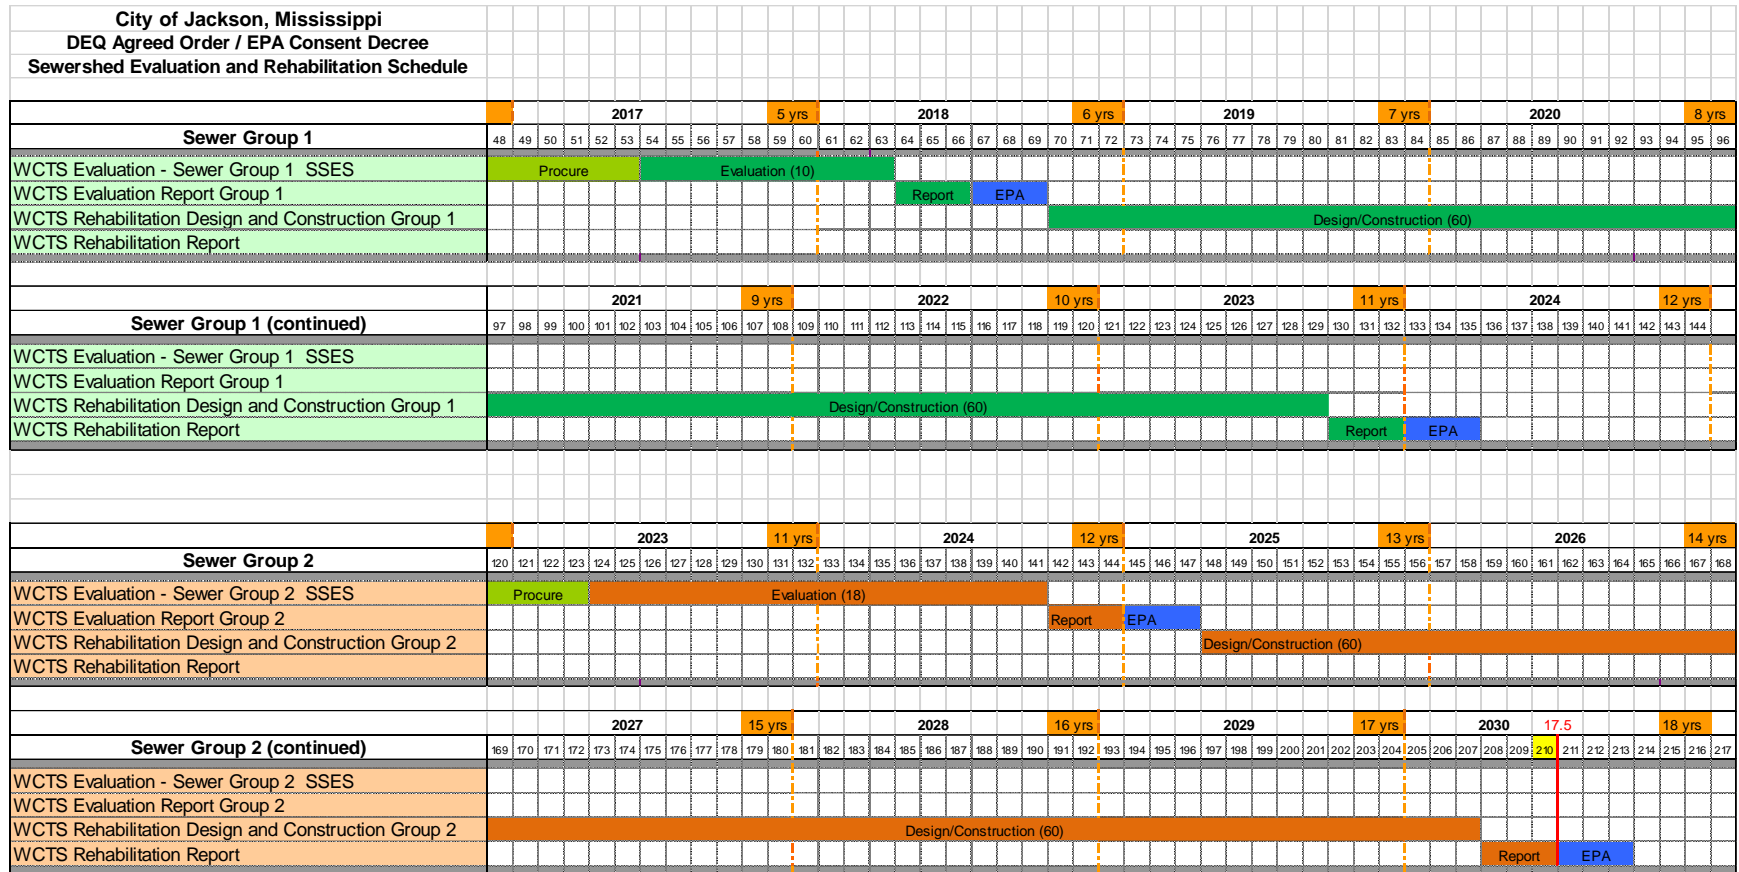 City of Jackson, Mississippi
DEQ Agreed Order / EPA Consent Decree
Sewershed Evaluation and Rehabilitation Schedule
2017 5 yrs 2018 6 yrs 2019 7 yrs 2020 8 yrs
Sewer Group 1 48 49 50 51 52 53 54 55 56 57 58 59 60 61 62 63 64 65 66 67 68 69 70 71 72 73 74 75 76 77 78 79 80 81 82 83 84 85 86 87 88 89 90 91 92 93 94 95 96
WCTS Evaluation - Sewer Group 1 SSES Procure Evaluation (10)
WCTS Evaluation Report Group 1 Report EPA
WCTS Rehabilitation Design and Construction Group 1 Design/Construction (60)
WCTS Rehabilitation Report
2021 9 yrs 2022 10 yrs 2023 11 yrs 2024 12 yrs
Sewer Group 1 (continued) 97 98 99 100 101 102 103 104 105 106 107 108 109 110 111 112 113 114 115 116 117 118 119 120 121 122 123 124 125 126 127 128 129 130 131 132 133 134 135 136 137 138 139 140 141 142 143 144
WCTS Evaluation - Sewer Group 1 SSES
WCTS Evaluation Report Group 1
WCTS Rehabilitation Design and Construction Group 1 Design/Construction (60)
WCTS Rehabilitation Report Report EPA
2023 11 yrs 2024 12 yrs 2025 13 yrs 2026 14 yrs
Sewer Group 2 120 121 122 123 124 125 126 127 128 129 130 131 132 133 134 135 136 137 138 139 140 141 142 143 144 145 146 147 148 149 150 151 152 153 154 155 156 157 158 159 160 161 162 163 164 165 166 167 168
WCTS Evaluation - Sewer Group 2 SSES Procure Evaluation (18)
WCTS Evaluation Report Group 2 Report EPA
WCTS Rehabilitation Design and Construction Group 2 Design/Construction (60)
WCTS Rehabilitation Report
2027 15 yrs 2028 16 yrs 2029 17 yrs 2030 17.5 18 yrs
Sewer Group 2 (continued) 169 170 171 172 173 174 175 176 177 178 179 180 181 182 183 184 185 186 187 188 189 190 191 192 193 194 195 196 197 198 199 200 201 202 203 204 205 206 207 208 209 210 211 212 213 214 215 216 217
WCTS Evaluation - Sewer Group 2 SSES
WCTS Evaluation Report Group 2
WCTS Rehabilitation Design and Construction Group 2 Design/Construction (60)
WCTS Rehabilitation Report Report EPA